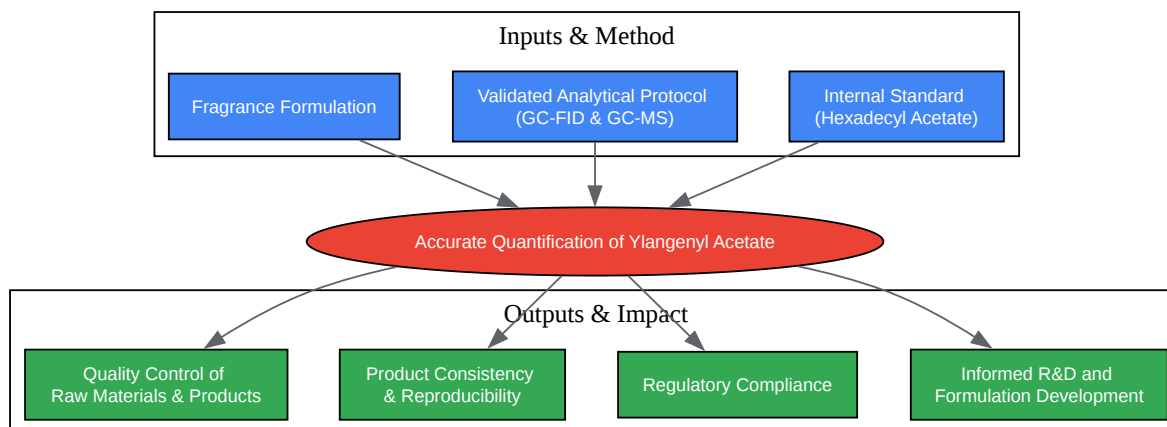 Inputs & Method
Fragrance Formulation
Validated Analytical Protocol
(GC-FID & GC-MS)
Internal Standard
(Hexadecyl Acetate)
Accurate Quantification of Ylangenyl Acetate
Outputs & Impact
Quality Control of
Raw Materials & Products
Product Consistency
& Reproducibility
Regulatory Compliance
Informed R&D and
Formulation Development